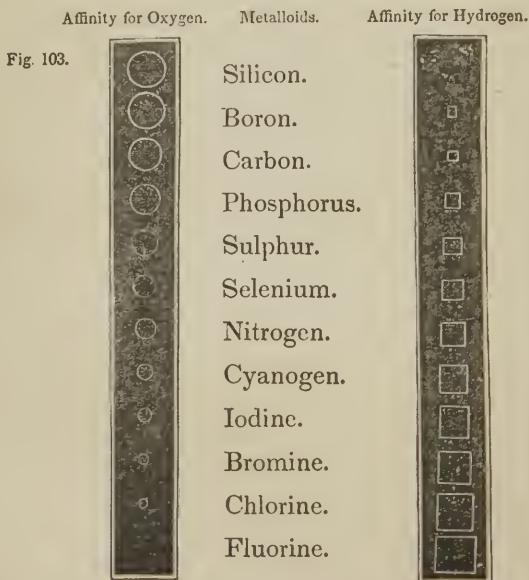 Affinity for Oxygen. Metalloids. Affinity for Hydrogen.
Fig. 103.
Silicon.
Boron.
Carbon.
Phosphorus.
Sulphur.
Selenium.
Nitrogen.
Cyanogen.
Iodine.
Bromine.
Chlorine.
Fluorine.